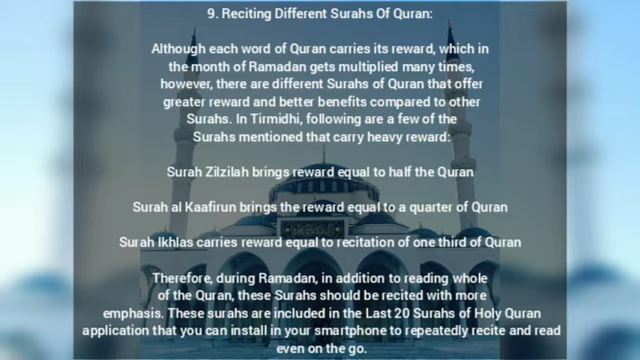 9. Reciting Different Surahs Of Quran:
Although each word of Quran carries its reward, which in
the month of Ramadan gets multiplied many times,
however, there are different Surahs of Quran that offer
greater reward and better benefits compared to other
Surahs. In Tirmidhi, following are a few of the
Surahs mentioned that carry heavy reward:
Surah Zilzilah brings reward equal to half the Quran
Surah al Kaafirun brings the reward equal to a quarter of Quran
Surah Ikhlas carries reward equal to recitation of one third of Quran
Therefore, during Ramadan, in addition to reading whole
of the Quran, these Surahs should be recited with more
emphasis. These surahs are included in the Last 20 Surahs of Holy Quran
application that you can install in your smartphone to repeatedly recite and read
even on the go.